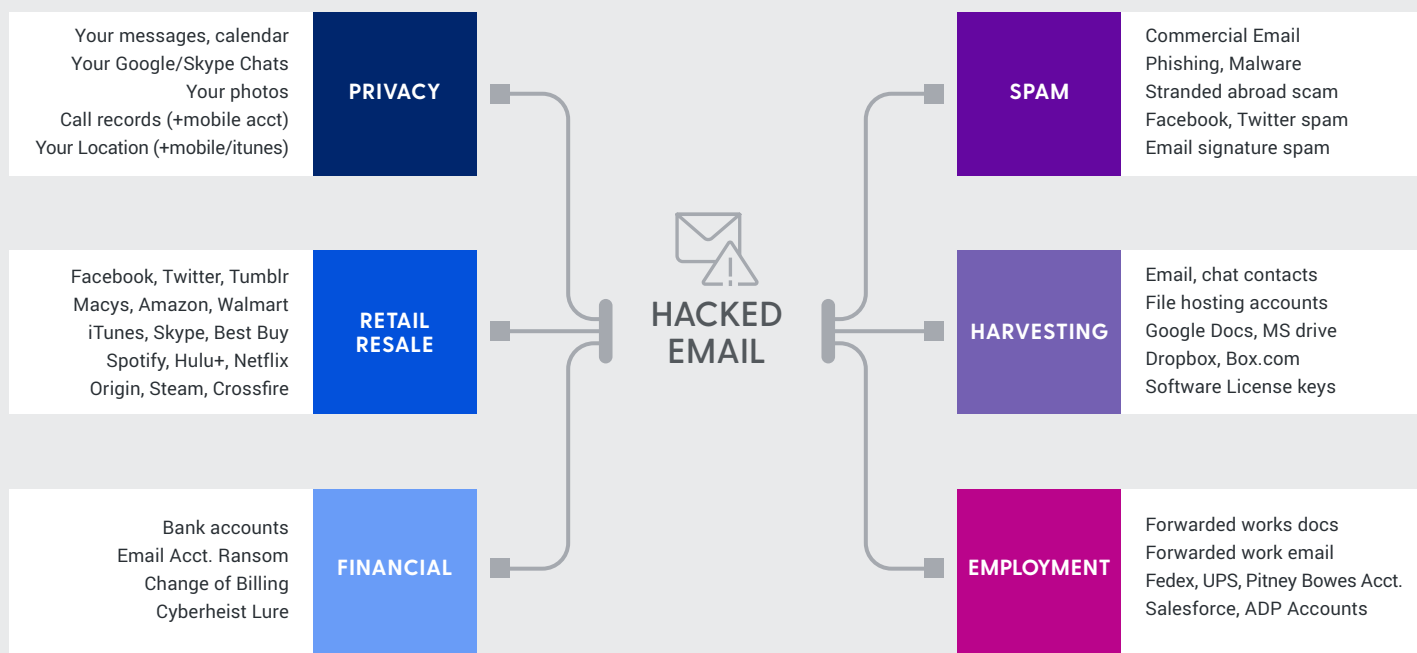 Your messages, calendar
Your Google/Skype Chats
Your photos
Call records (+mobile acct)
Your Location (+mobile/itunes)
PRIVACY
Facebook, Twitter, Tumblr
Macys, Amazon, Walmart
iTunes, Skype, Best Buy
Spotify, Hulu+, Netflix
Origin, Steam, Crossfire
RETAIL
RESALE
Bank accounts
Email Acct. Ransom
Change of Billing
Cyberheist Lure
FINANCIAL
HACKED
EMAIL
SPAM
Commercial Email
Phishing, Malware
Stranded abroad scam
Facebook, Twitter spam
Email signature spam
HARVESTING
Email, chat contacts
File hosting accounts
Google Docs, MS drive
Dropbox, Box.com
Software License keys
EMPLOYMENT
Forwarded works docs
Forwarded work email
Fedex, UPS, Pitney Bowes Acct.
Salesforce, ADP Accounts